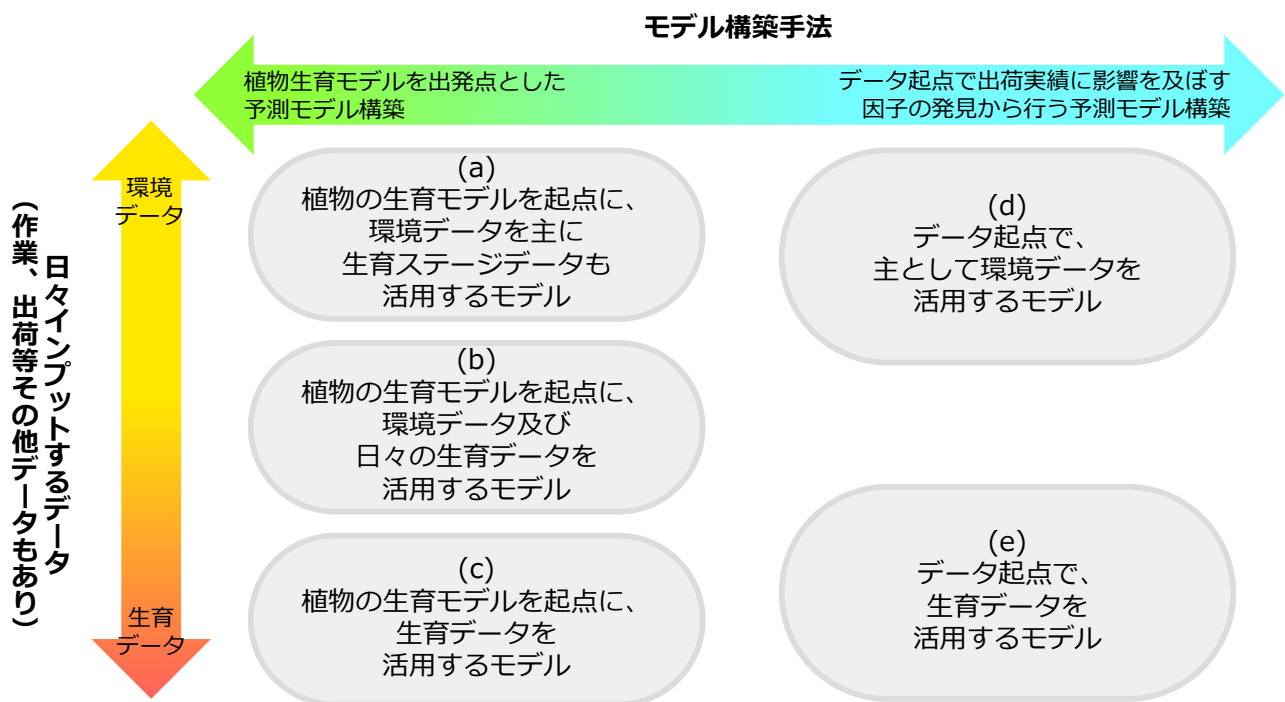 モデル構築手法
植物生育モデルを出発点とした
予測モデル構築
データ起点で出荷実績に影響を及ぼす
因子の発見から行う予測モデル構築
日々インプットするデータ
(作業、出荷等その他データもあり)
環境
データ
生育
データ
(a)
植物の生育モデルを起点に、
環境データを主に
生育ステージデータも
活用するモデル
(b)
植物の生育モデルを起点に、
環境データ及び
日々の生育データを
活用するモデル
(c)
植物の生育モデルを起点に、
生育データを
活用するモデル
(d)
データ起点で、
主として環境データを
活用するモデル
(e)
データ起点で、
生育データを
活用するモデル